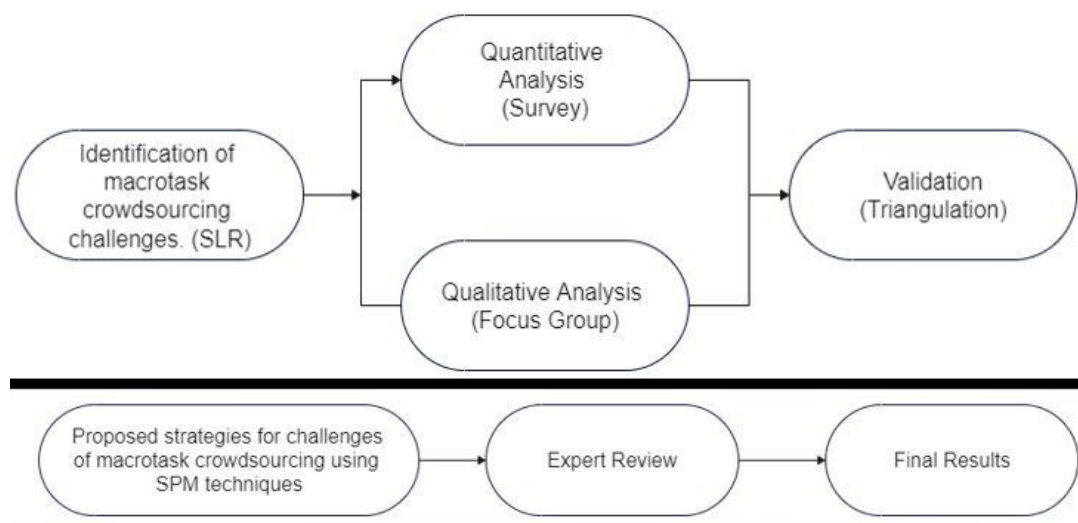 Identification of
macrotask
crowdsourcing
challenges. (SLR)
Quantitative
Analysis
(Survey)
Qualitative Analysis
(Focus Group)
Validation
(Triangulation)
Proposed strategies for challenges
of macrotask crowdsourcing using
SPM techniques
Expert Review
Final Results